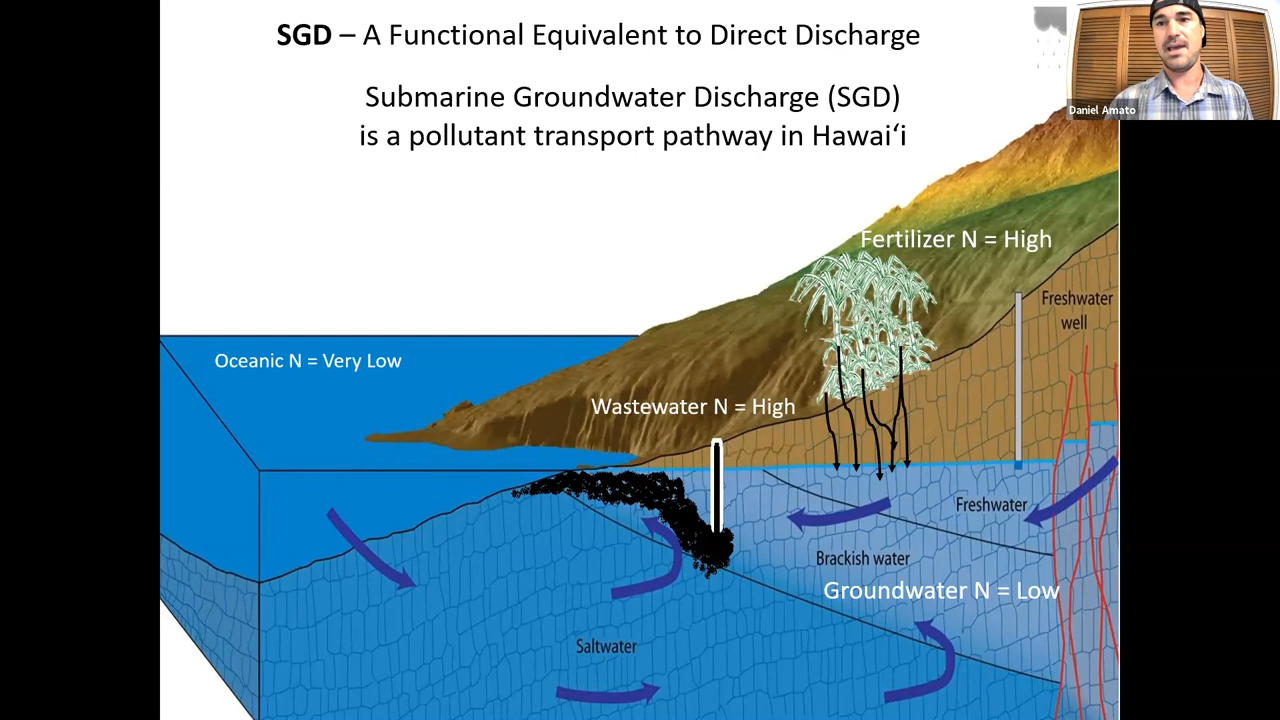 SGD – A Functional Equivalent to Direct Discharge
Submarine Groundwater Discharge (SGD)
is a pollutant transport pathway in Hawai‘i
Daniel Amato
Fertilizer N = High
Freshwater
well
Oceanic N = Very Low
Wastewater N = High
Freshwater
Brackish water
Groundwater N = Low
Saltwater